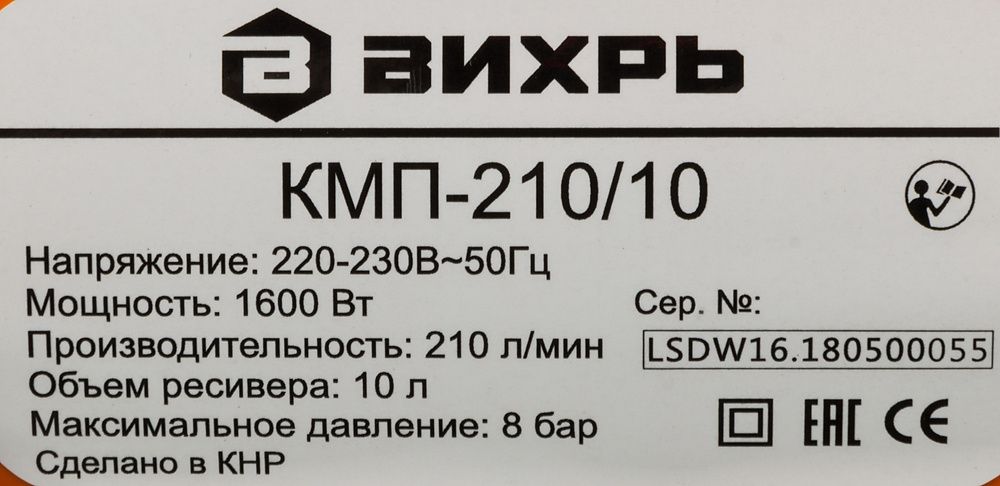 ВИХРЬ
КМП-210/10
Напряжение: 220-230В~50Гц
Мощность: 1600 Вт
Производительность: 210 л/мин
Объем ресивера: 10 л
Максимальное давление: 8 бар
Сделано в КНР
Сер. №:
LSDW16.180500055
EAC CE